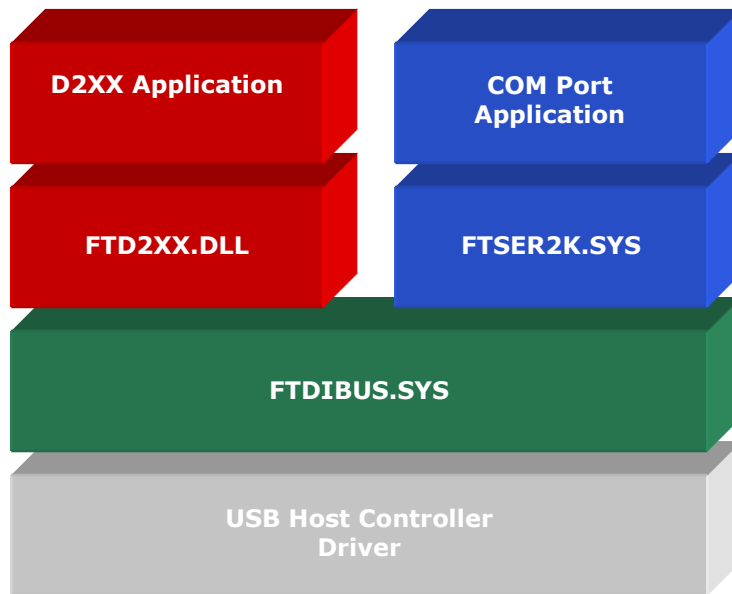 D2XX Application
COM Port
Application
FTD2XX.DLL
FTSER2K.SYS
FTDIBUS.SYS
USB Host Controller
Driver